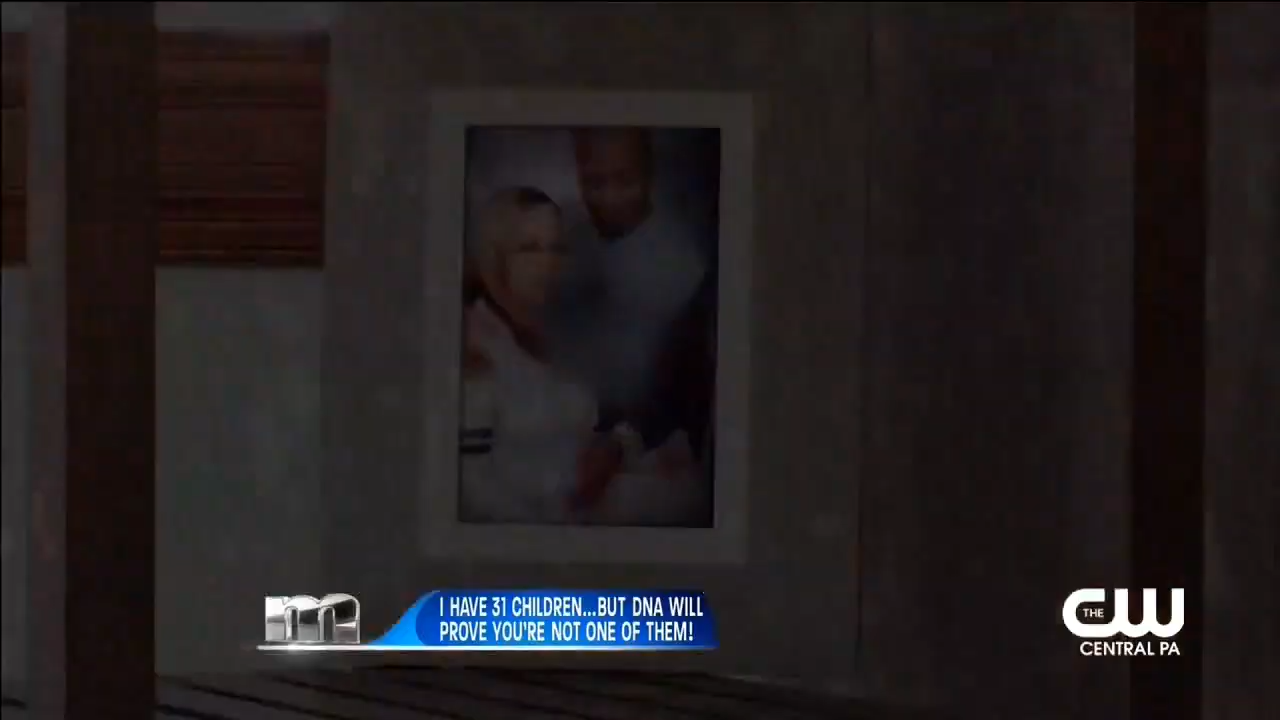 m
I HAVE 31 CHILDREN...BUT DNA WILL
PROVE YOU'RE NOT ONE OF THEM!
THE CW
CENTRAL PA